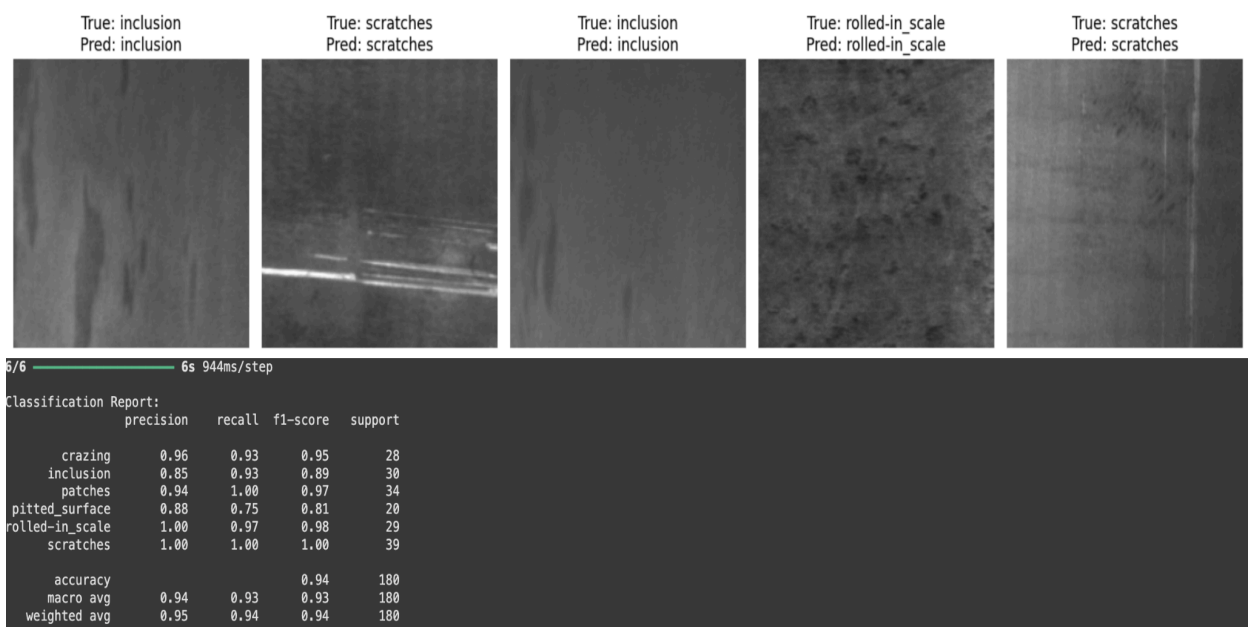 True: inclusion
Pred: inclusion
True: scratches
Pred: scratches
True: inclusion
Pred: inclusion
True: rolled-in_scale
Pred: rolled-in_scale
True: scratches
Pred: scratches
6/6 6s 944ms/step
Classification Report:
precision recall f1-score support
crazing 0.96 0.93 0.95 28
inclusion 0.85 0.93 0.89 30
patches 0.94 1.00 0.97 34
pitted_surface 0.88 0.75 0.81 20
rolled-in_scale 1.00 0.97 0.98 29
scratches 1.00 1.00 1.00 39
accuracy 0.94 180
macro avg 0.94 0.93 0.93 180
weighted avg 0.95 0.94 0.94 180